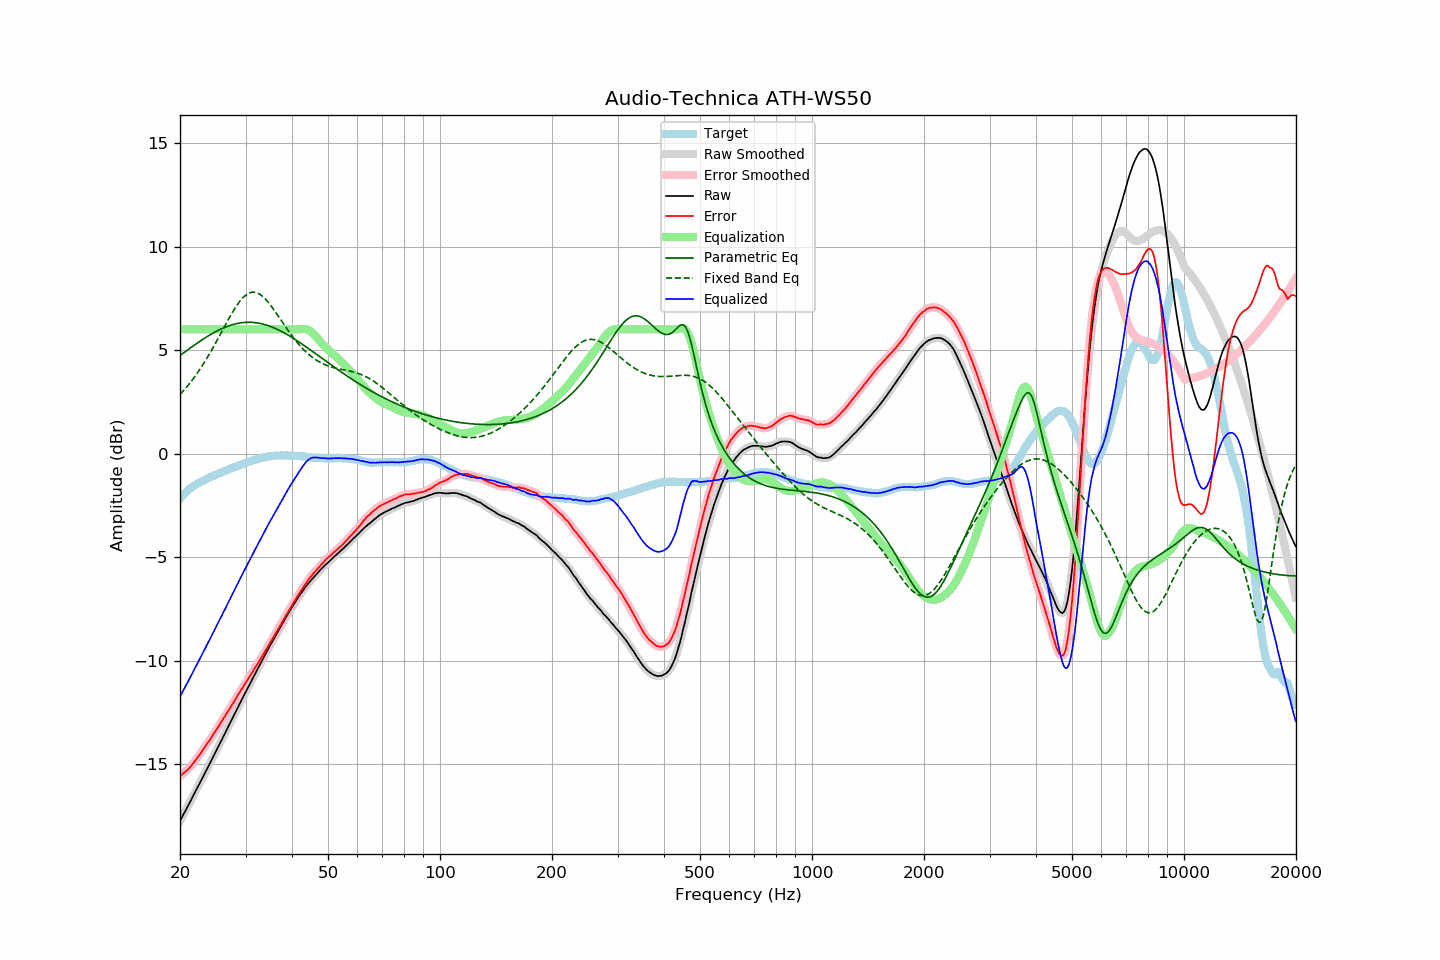 Audio-Technica ATH-WS50
Target
Raw Smoothed
Error Smoothed
Raw
Error
Equalization
Parametric Eq
Fixed Band Eq
Equalized
Amplitude (dBr)
15
10
5
0
−5
−10
−15
20 50 100 200 500 1000 2000 5000 10000 20000
Frequency (Hz)